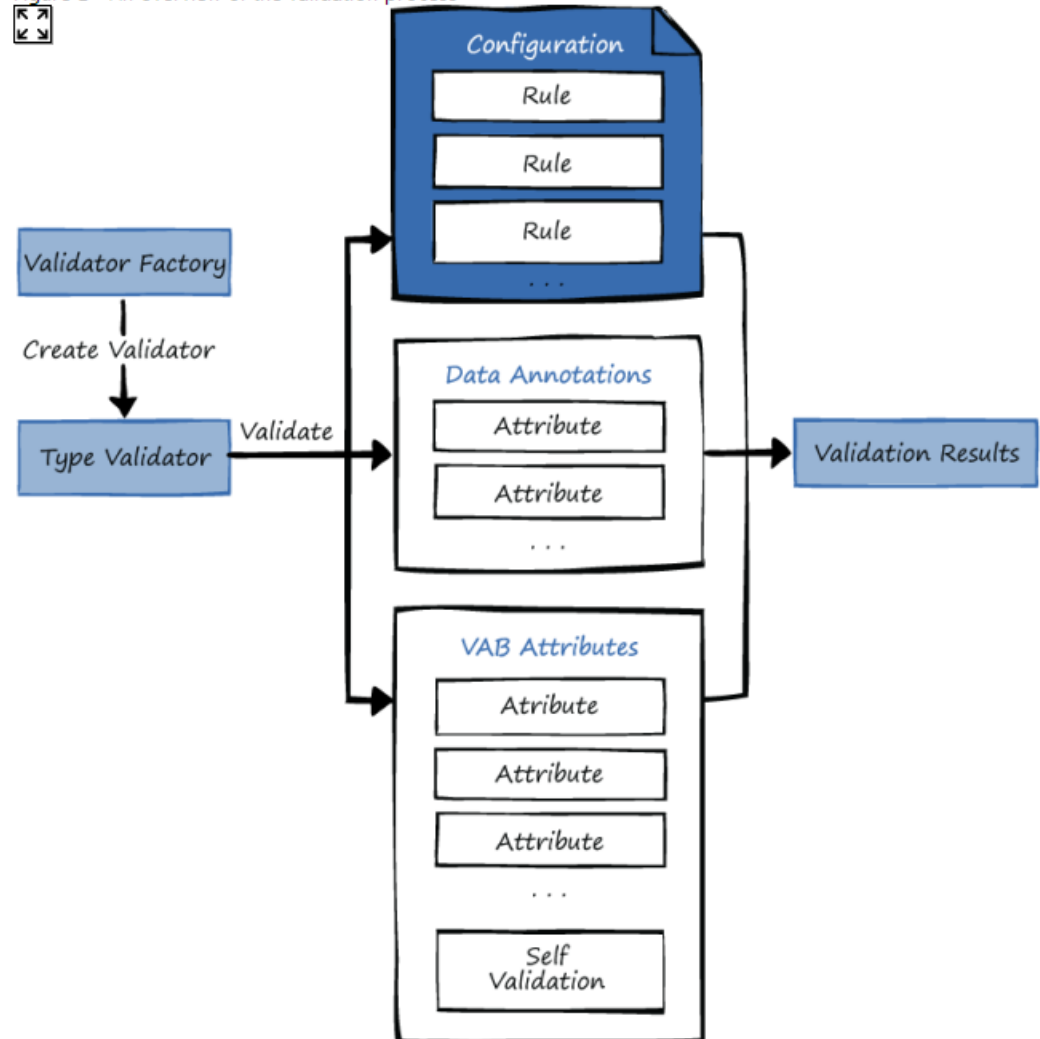 Configuration
Rule
Rule
Rule
. . .
Validator Factory
Create Validator
Type Validator
Validate
Data Annotations
Attribute
Attribute
. . .
Validation Results
VAB Attributes
Atribute
Attribute
Attribute
. . .
Self
Validation